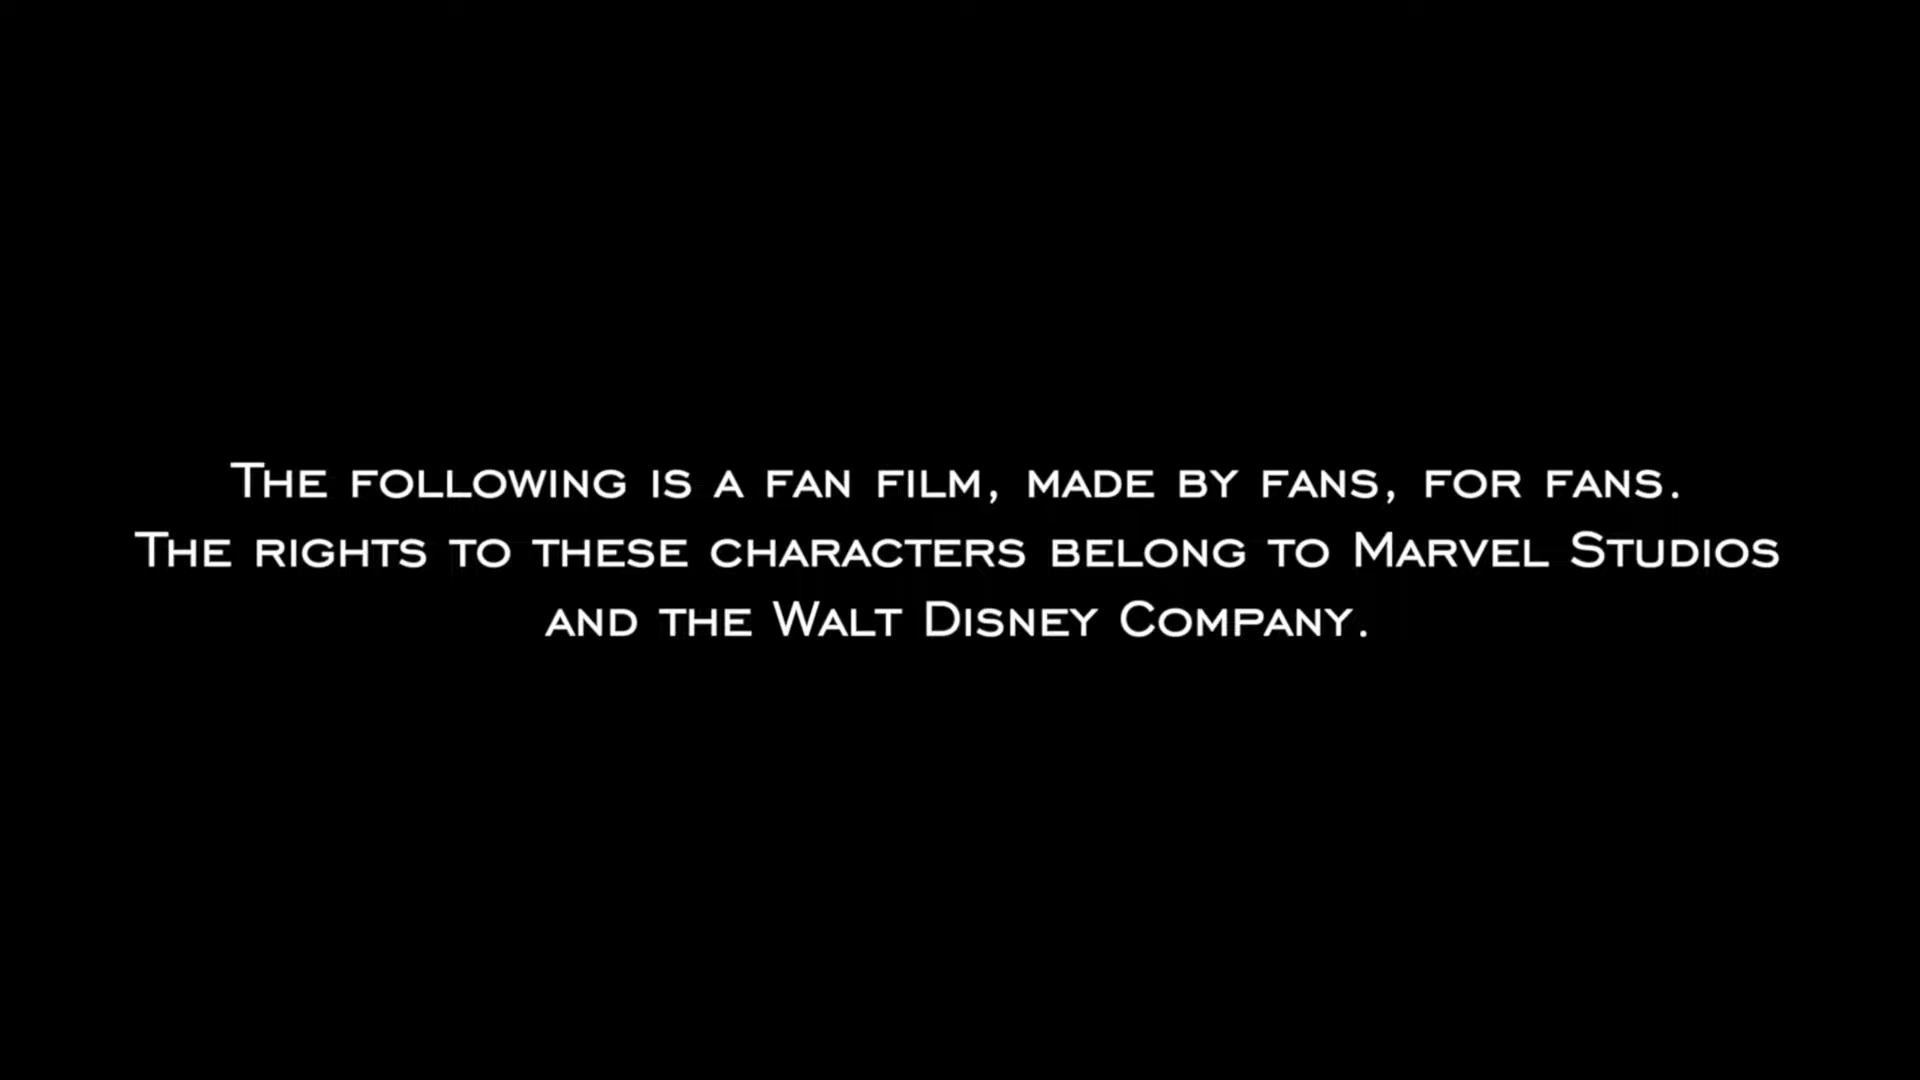 The following is a fan film, made by fans, for fans.
The rights to these characters belong to Marvel Studios
and the Walt Disney Company.